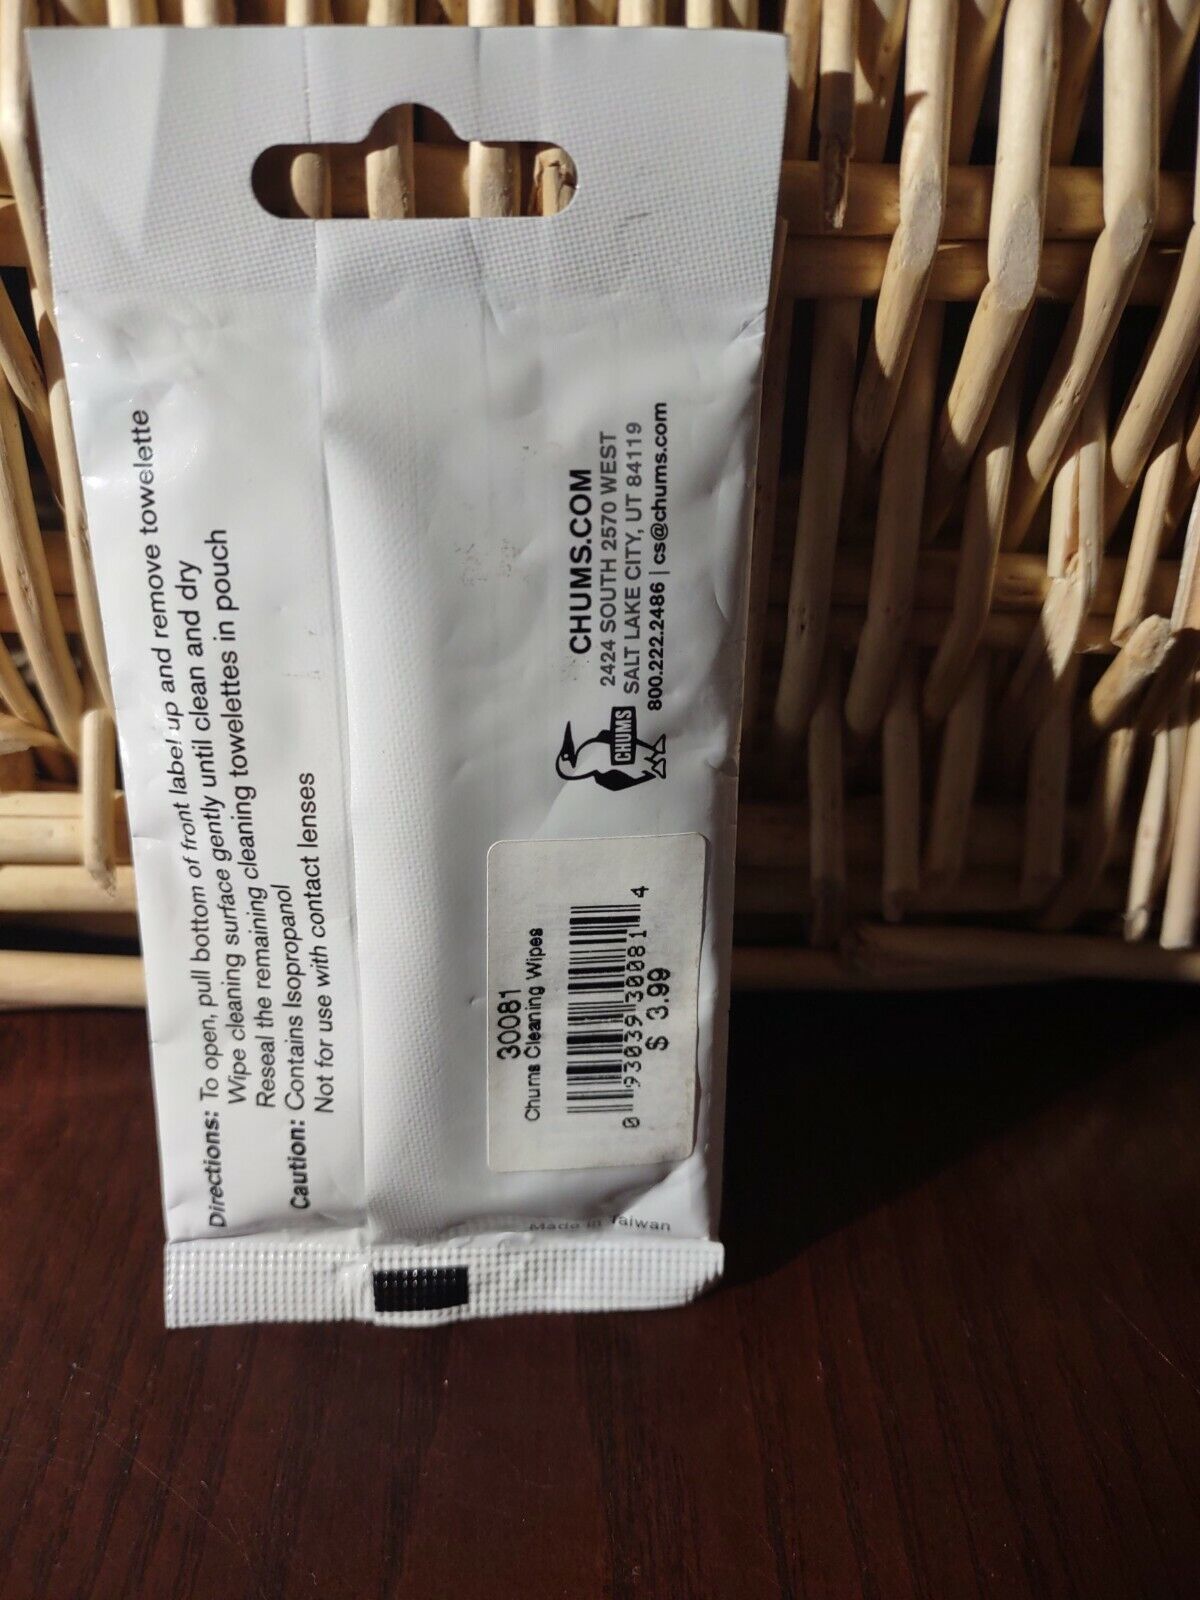 Directions: To open, pull bottom of front label up and remove towelette
Wipe cleaning surface gently until clean and dry
Reseal the remaining cleaning towelettes in pouch
Caution: Contains Isopropanol
Not for use with contact lenses
CHUMS
CHUMS.COM
2424 SOUTH 2570 WEST
SALT LAKE CITY, UT 84119
800.222.2486 | cs@chums.com
30081
Chums Cleaning Wipes
0 93039 30081 4
$ 3.99
Made in Taiwan